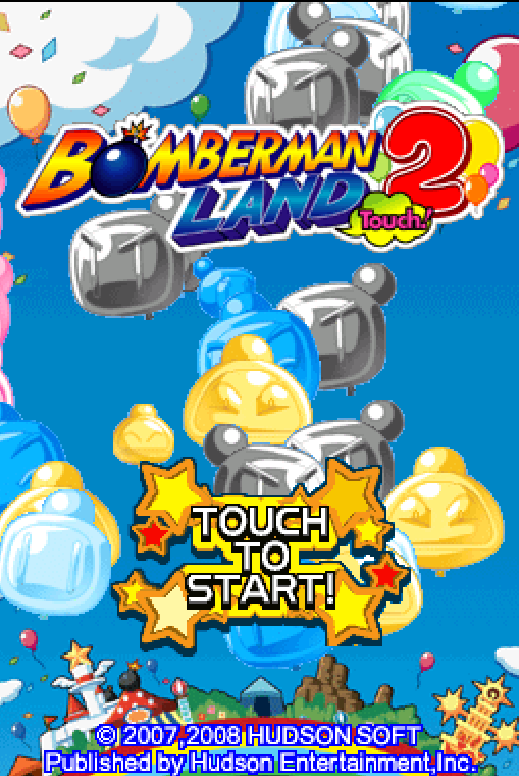 BOMBERMAN
LAND
Touch! 2
TOUCH
TO
START!
© 2007,2008 HUDSON SOFT
Published by Hudson Entertainment,Inc.